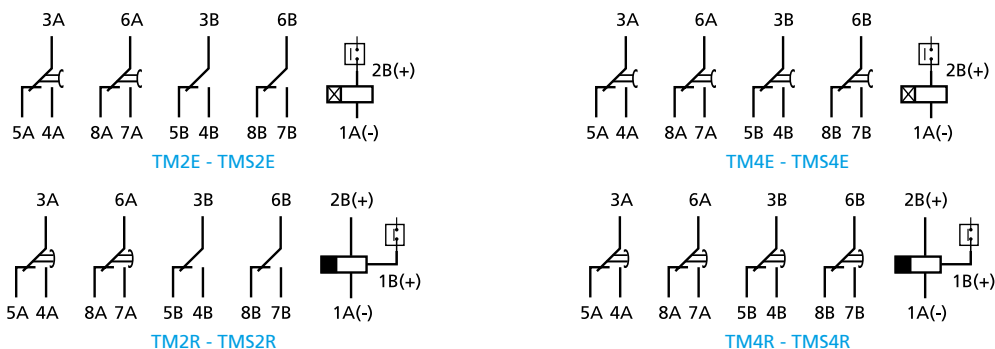 3A 6A 3B 6B
2B(+)
5A 4A 8A 7A 5B 4B 8B 7B 1A(-)
TM2E - TMS2E
3A 6A 3B 6B
2B(+)
5A 4A 8A 7A 5B 4B 8B 7B 1A(-)
TM4E - TMS4E
3A 6A 3B 6B 2B(+)
1B(+)
5A 4A 8A 7A 5B 4B 8B 7B 1A(-)
TM2R - TMS2R
3A 6A 3B 6B 2B(+)
1B(+)
5A 4A 8A 7A 5B 4B 8B 7B 1A(-)
TM4R - TMS4R